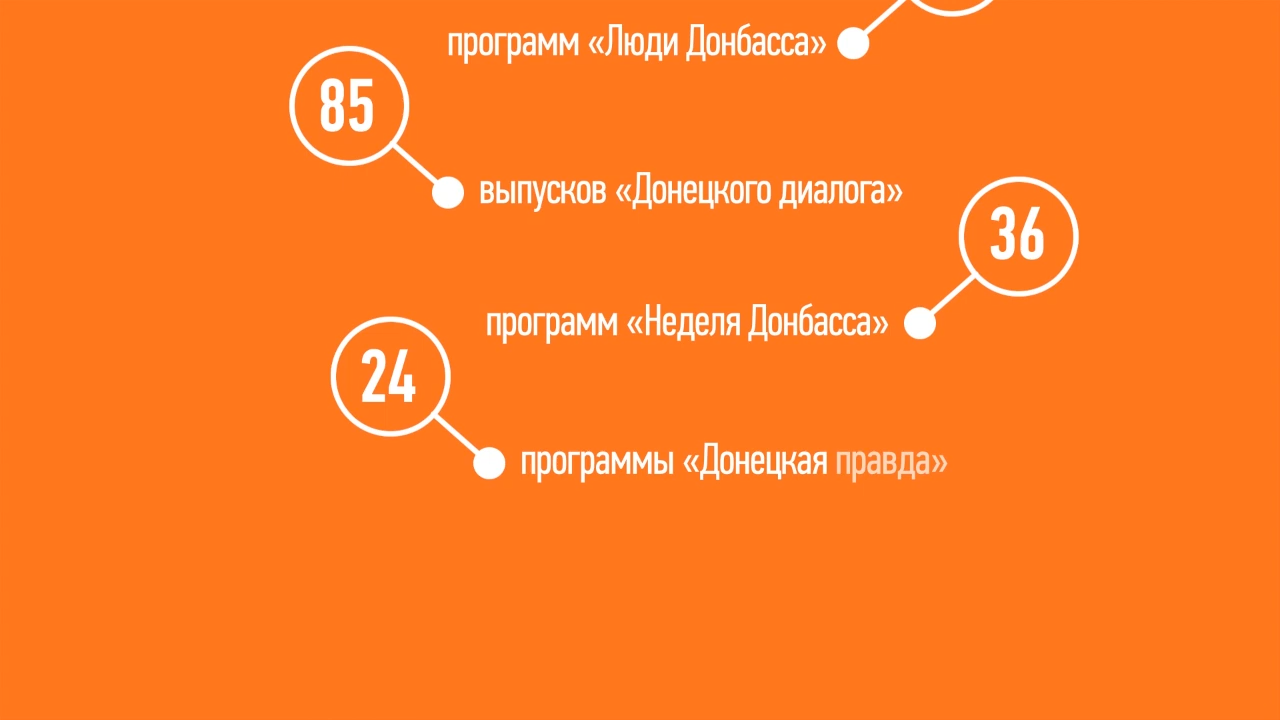 программ «Люди Донбасса»
85
выпусков «Донецкого диалога»
36
программ «Неделя Донбасса»
24
программы «Донецкая правда»